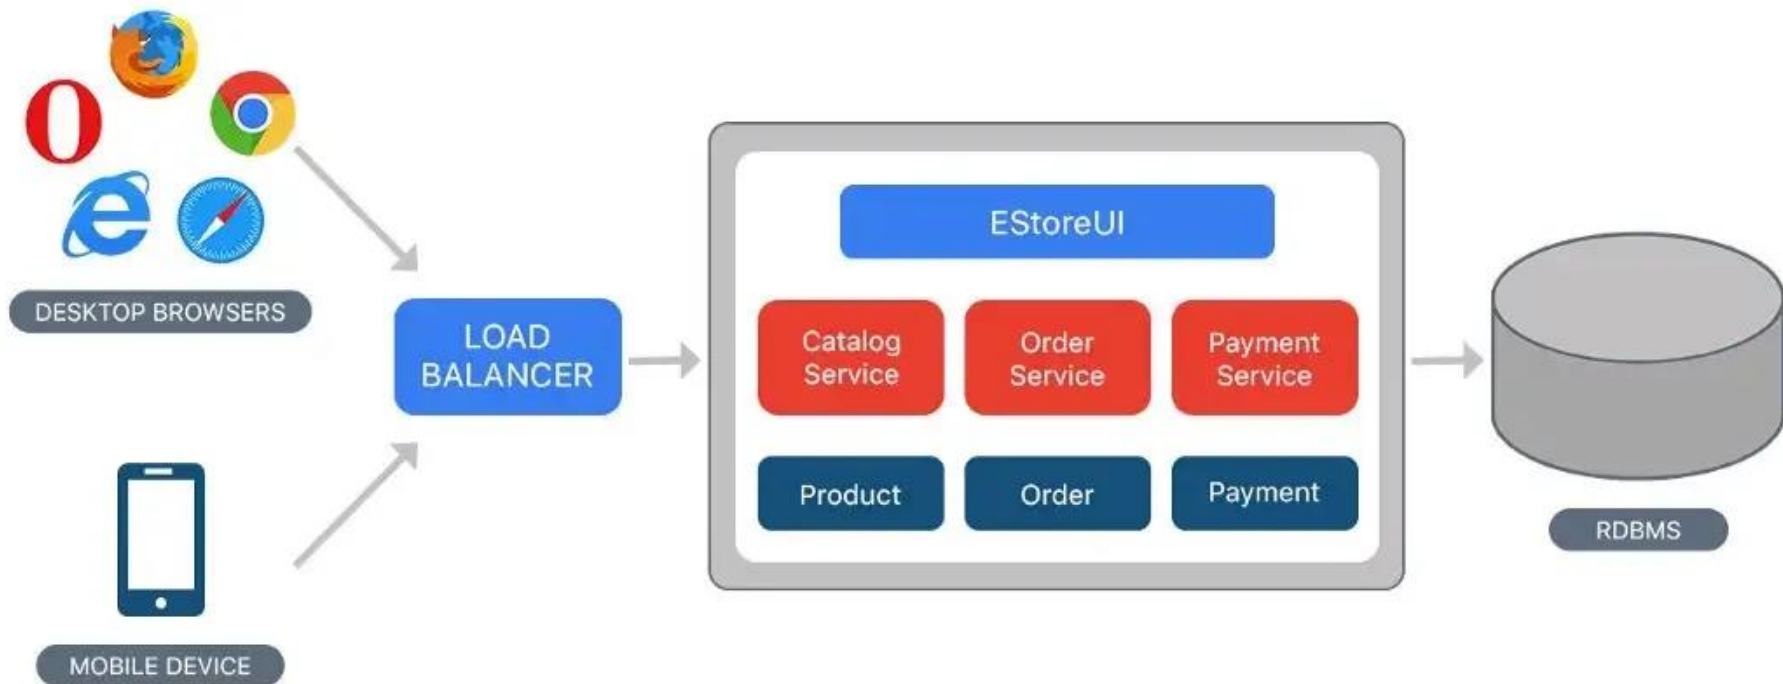 DESKTOP BROWSERS
MOBILE DEVICE
LOAD
BALANCER
EStoreUI
Catalog
Service
Order
Service
Payment
Service
Product
Order
Payment
RDBMS